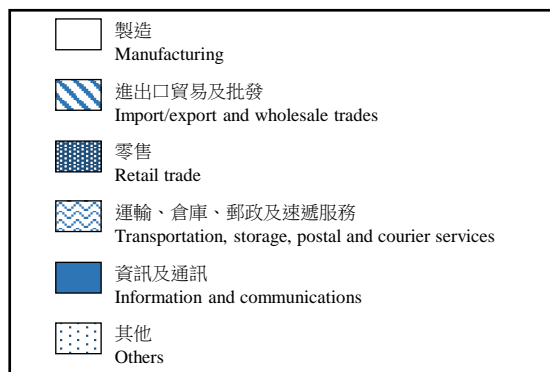 製造
Manufacturing
進出口貿易及批發
Import/export and wholesale trades
零售
Retail trade
運輸、倉庫、郵政及速遞服務
Transportation, storage, postal and courier services
資訊及通訊
Information and communications
其他
Others